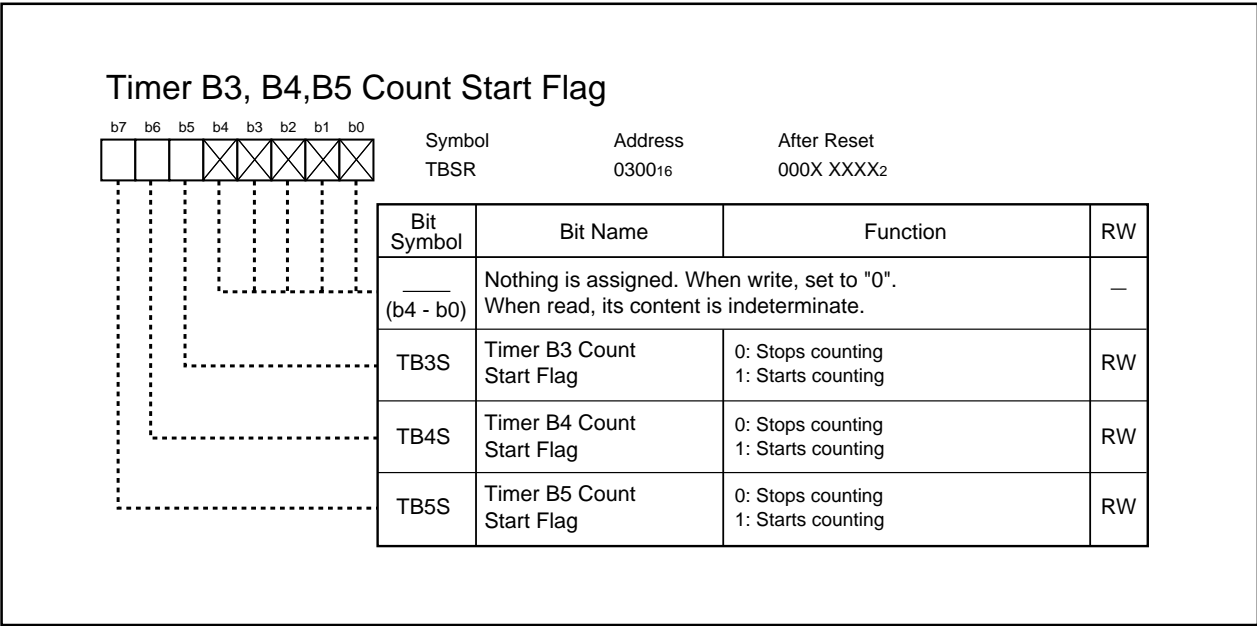 Timer B3, B4,B5 Count Start Flag
b7 b6 b5 b4 b3 b2 b1 b0
Symbol Address After Reset
TBSR 030016 000X XXXX2
Bit Symbol Bit Name Function RW
(b4 - b0) Nothing is assigned. When write, set to "0". —
When read, its content is indeterminate.
TB3S Timer B3 Count Start Flag 0: Stops counting RW
1: Starts counting
TB4S Timer B4 Count Start Flag 0: Stops counting RW
1: Starts counting
TB5S Timer B5 Count Start Flag 0: Stops counting RW
1: Starts counting